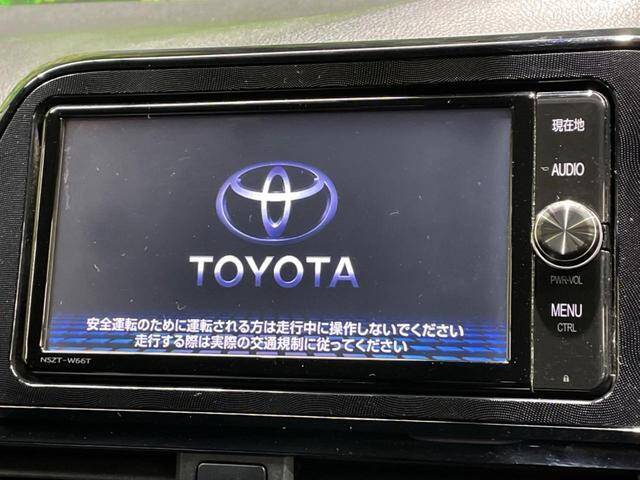 現在地
AUDIO
TOYOTA
PWR·VOL
MENU
CTRL
安全運転のために運転される方は走行中に操作しないでください
走行する際は実際の交通規制に従ってください
NSZT-W66T